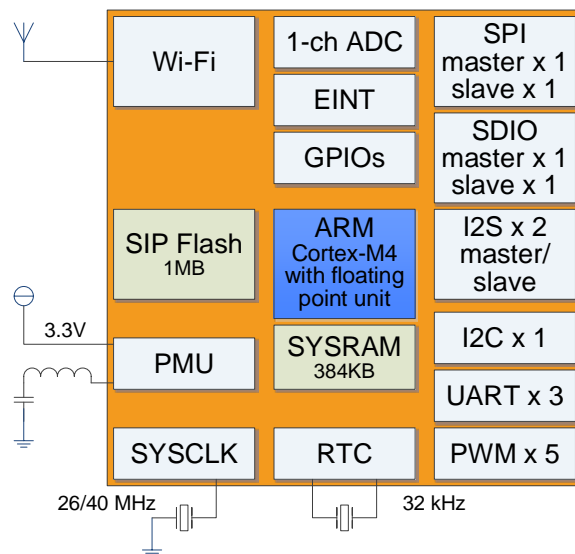 Wi-Fi
1-ch ADC
EINT
GPIOs
SPI
master x 1
slave x 1
SDIO
master x 1
slave x 1
SIP Flash
1MB
ARM
Cortex-M4
with floating
point unit
I2S x 2
master/
slave
3.3V
PMU
SYSRAM
384KB
I2C x 1
UART x 3
SYSCLK
RTC
PWM x 5
26/40 MHz
32 kHz